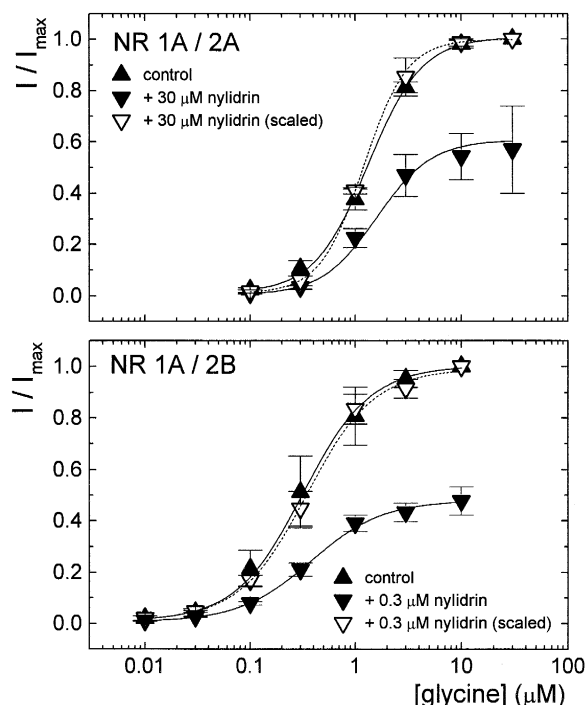 NR 1A / 2A
control
+ 30 μM nylidrin
+ 30 μM nylidrin (scaled)
I / Imax
1.0
0.8
0.6
0.4
0.2
0.0
NR 1A / 2B
I / Imax
1.0
0.8
0.6
0.4
0.2
0.0
control
+ 0.3 μM nylidrin
+ 0.3 μM nylidrin (scaled)
0.01
0.1
1
10
100
[glycine] (μM)